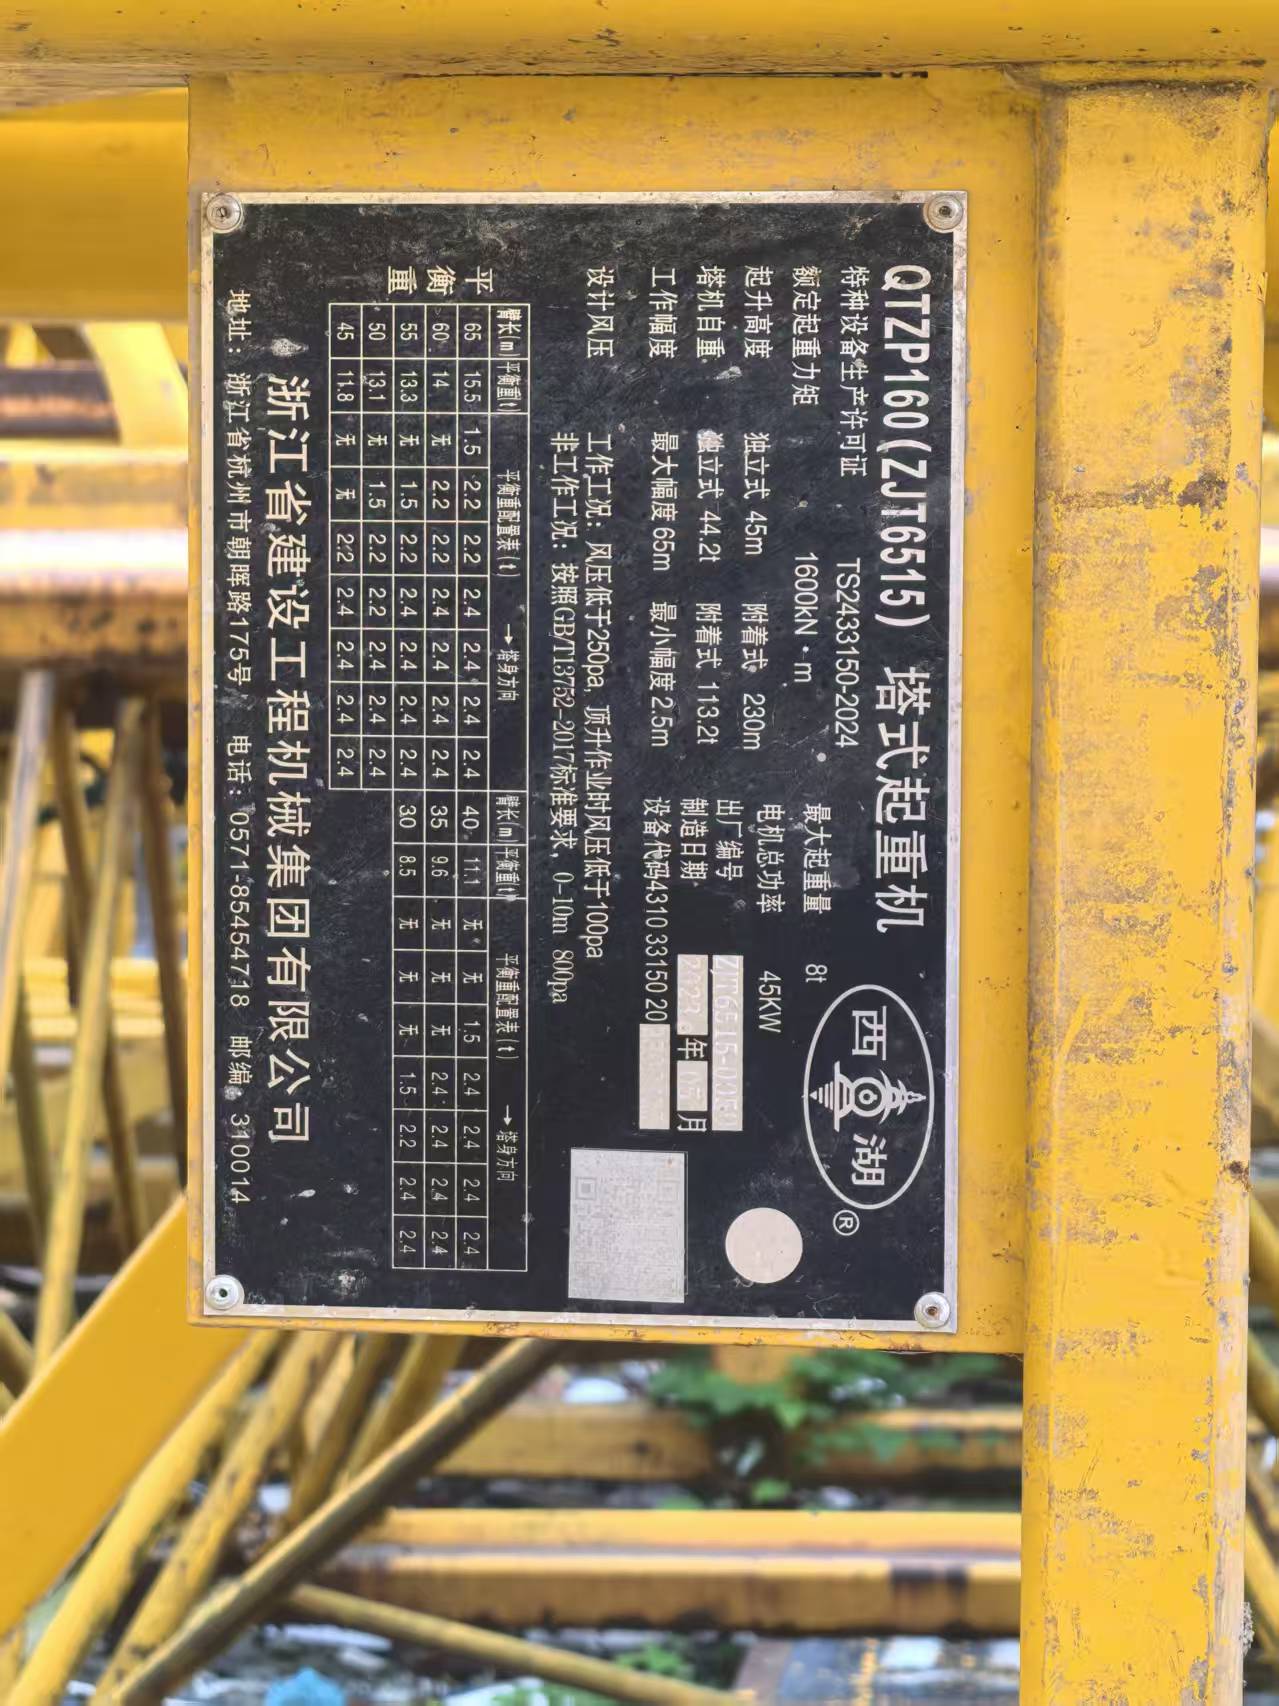 QTZP160(ZJT6515) 塔式起重机
西湖®
特种设备生产许可证 TS2433150-2024
额定起重力矩 1600kN·m 最大起重量 8t
起升高度 独立式 45m 附着式 230m 电机总功率 45KW
塔机自重 独立式 44.2t 附着式 113.2t 出厂编号
工作幅度 最大幅度 65m 最小幅度 2.5m 制造日期 年 月
设备代码 4310 33150 20
设计风压 工作工况：风压低于250pa, 顶升作业时风压低于100pa
非工作工况：按照GB/T13752-2017标准要求, 0-10m 800pa
平衡重
臂长(m) 平衡重(t) 平衡重配置表(t) →塔身方向 臂长(m) 平衡重(t) 平衡重配置表(t) →塔身方向
65 15.5 1.5 2.2 2.2 2.4 2.4 2.4 2.4 40 11.1 无 无 1.5 2.4 2.4 2.4 2.4
60 14 无 2.2 2.2 2.4 2.4 2.4 2.4 35 9.6 无 无 无 2.4 2.4 2.4 2.4
55 13.3 无 1.5 2.2 2.4 2.4 2.4 2.4 30 8.5 无 无 无 1.5 2.2 2.4 2.4
50 13.1 无 1.5 2.2 2.2 2.4 2.4 2.4
45 11.8 无 无 2.2 2.4 2.4 2.4 2.4
浙江省建设工程机械集团有限公司
地址：浙江省杭州市朝晖路175号 电话：0571-85454718 邮编：310014